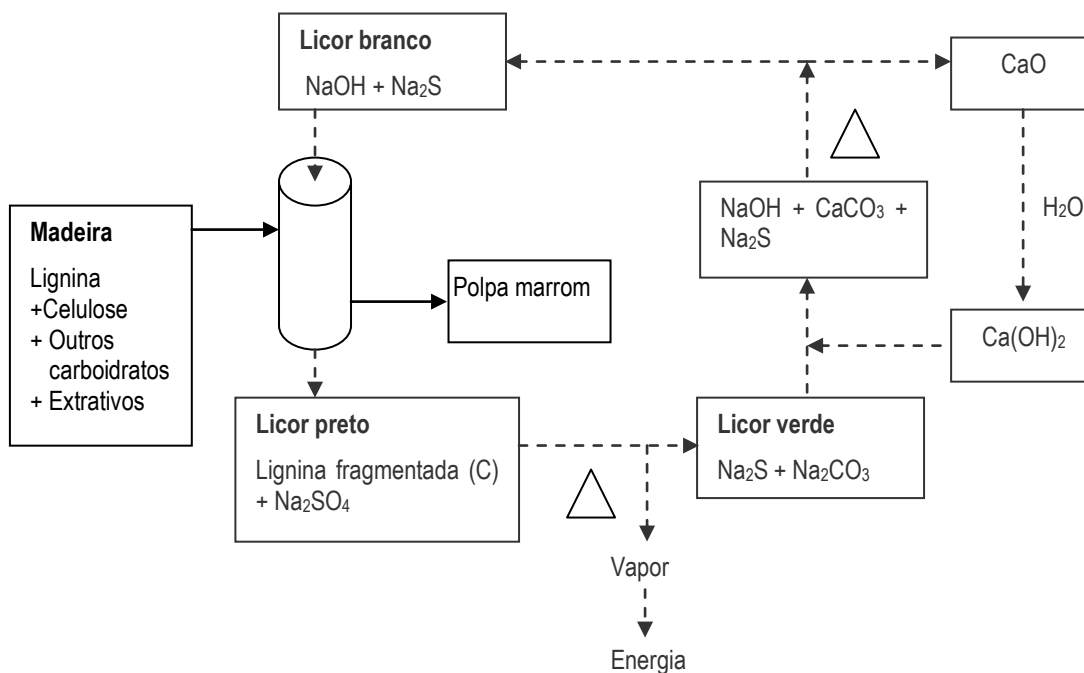 Licor branco
NaOH + Na₂S
CaO
H₂O
NaOH + CaCO₃ +
Na₂S
Madeira
Lignina
+Celulose
+ Outros
carboidratos
+ Extrativos
Polpa marrom
Ca(OH)₂
Licor preto
Lignina fragmentada (C)
+ Na₂SO₄
Licor verde
Na₂S + Na₂CO₃
Vapor
Energia